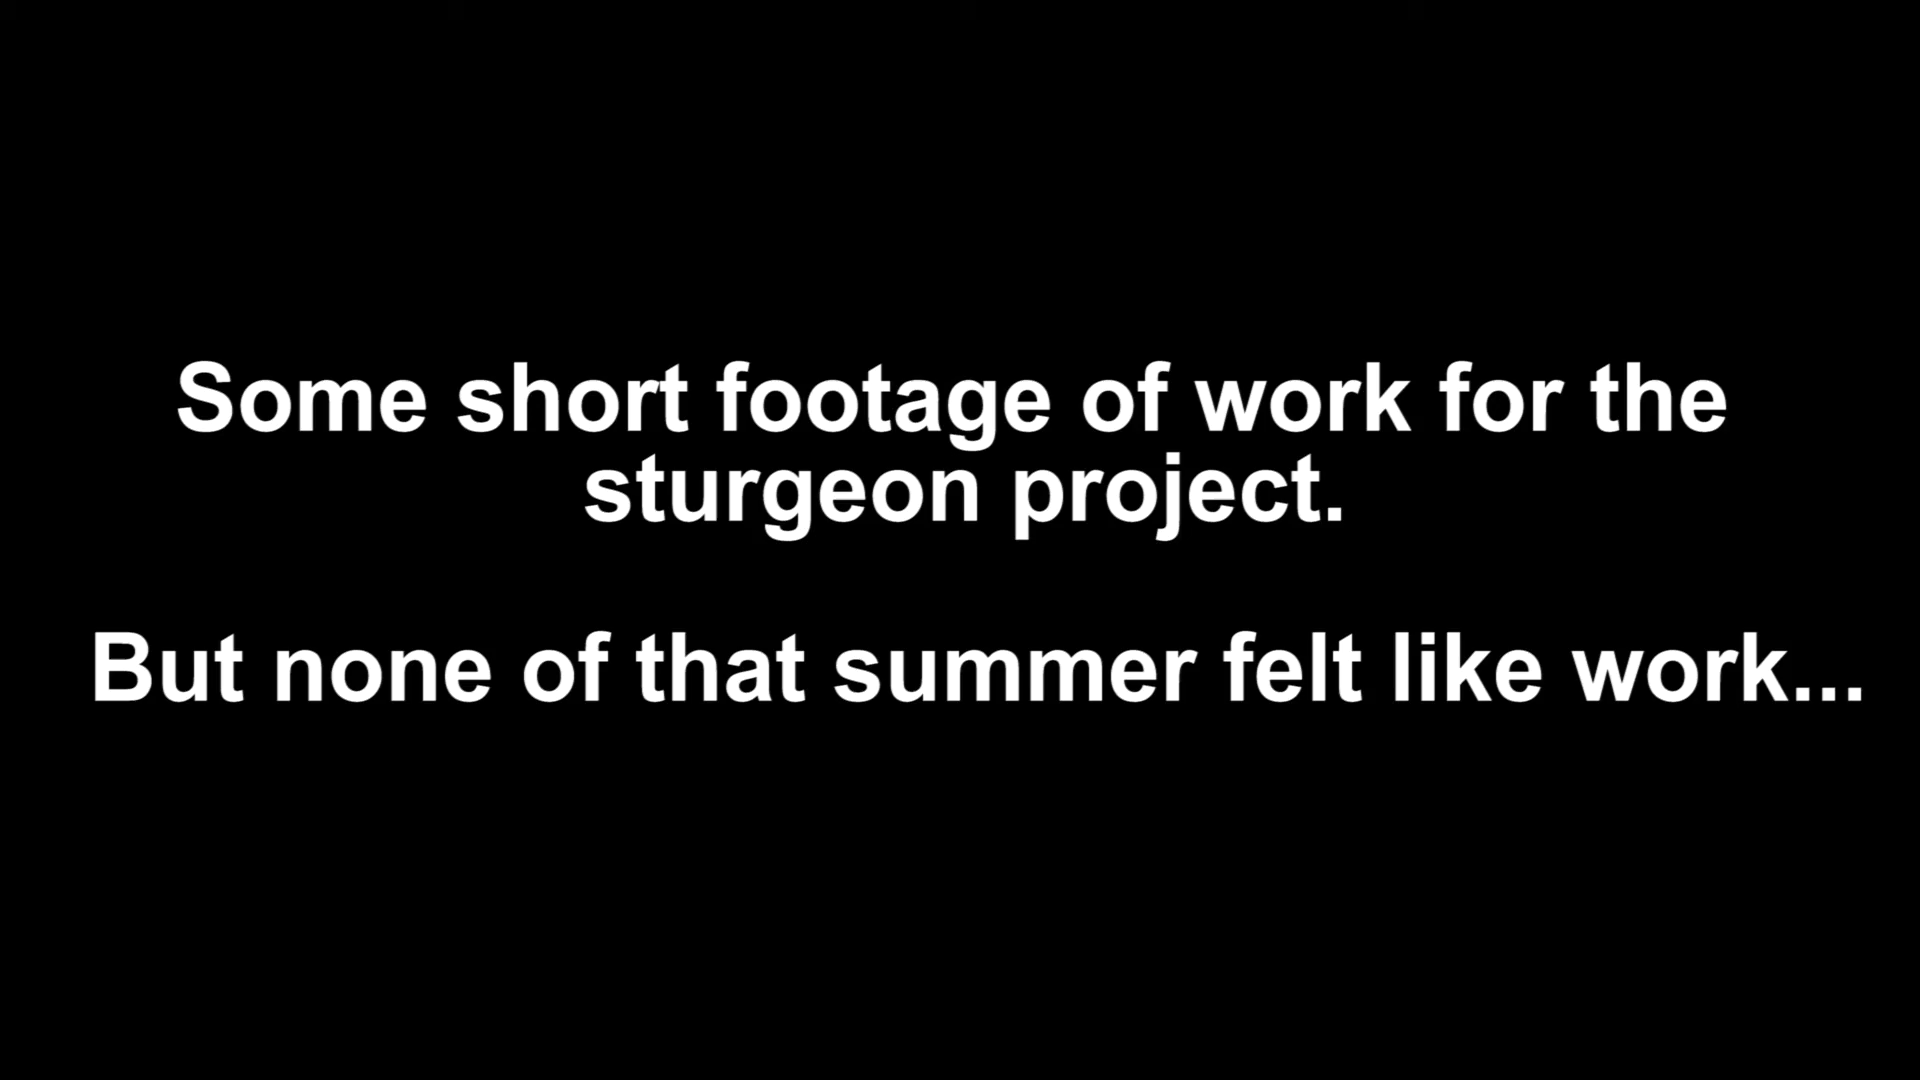 Some short footage of work for the
sturgeon project.
But none of that summer felt like work...